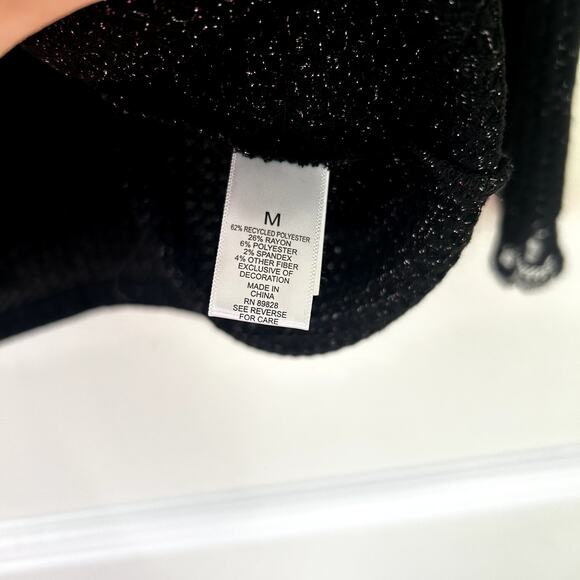 M
62% RECYCLED POLYESTER
26% RAYON
6% POLYESTER
2% SPANDEX
4% OTHER FIBER
EXCLUSIVE OF
DECORATION
MADE IN
CHINA
RN 89828
SEE REVERSE
FOR CARE